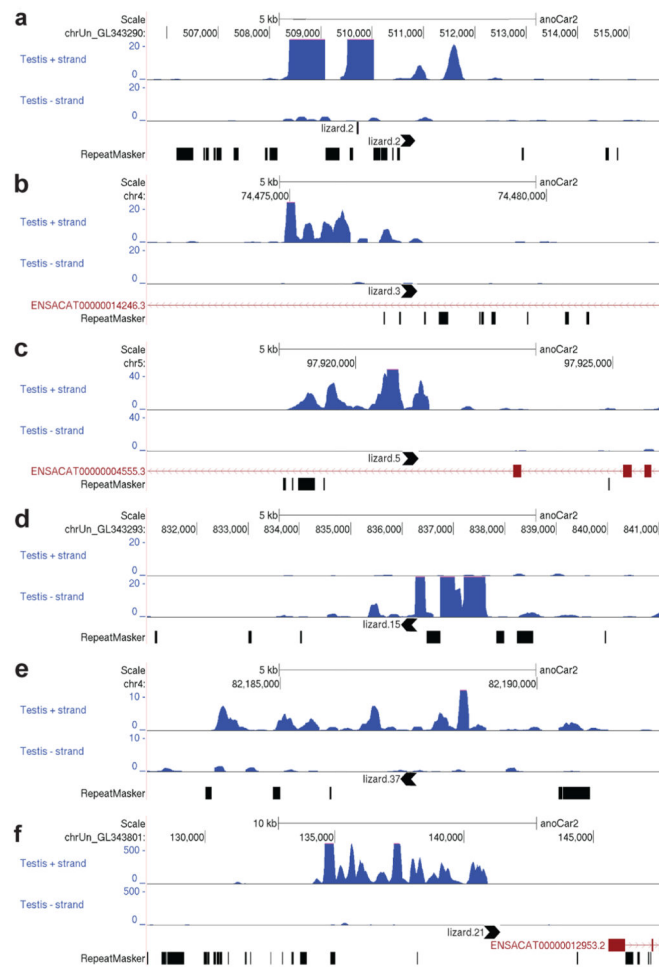 a
Scale 5 kb anoCar2
chrUn_GL343290: 507,000 508,000 509,000 510,000 511,000 512,000 513,000 514,000 515,000
20 -
Testis + strand
0 _
20 -
Testis - strand
0 _
lizard.2
lizard.2
RepeatMasker
b
Scale 5 kb anoCar2
chr4: 74,475,000 74,480,000
20 -
Testis + strand
0 _
20 -
Testis - strand
0 _
lizard.3
ENSACAT00000014246.3
RepeatMasker
c
Scale 5 kb anoCar2
chr5: 97,920,000 97,925,000
40 -
Testis + strand
0 _
40 -
Testis - strand
0 _
lizard.5
ENSACAT00000004555.3
RepeatMasker
d
Scale 5 kb anoCar2
chrUn_GL343293: 832,000 833,000 834,000 835,000 836,000 837,000 838,000 839,000 840,000 841,000
20 -
Testis + strand
0 _
20 -
Testis - strand
0 _
lizard.15
RepeatMasker
e
Scale 5 kb anoCar2
chr4: 82,185,000 82,190,000
10 -
Testis + strand
0 _
10 -
Testis - strand
0 _
lizard.37
RepeatMasker
f
Scale 10 kb anoCar2
chrUn_GL343801: 130,000 135,000 140,000 145,000
500 -
Testis + strand
0 _
500 -
Testis - strand
0 _
lizard.21
ENSACAT00000012953.2
RepeatMasker